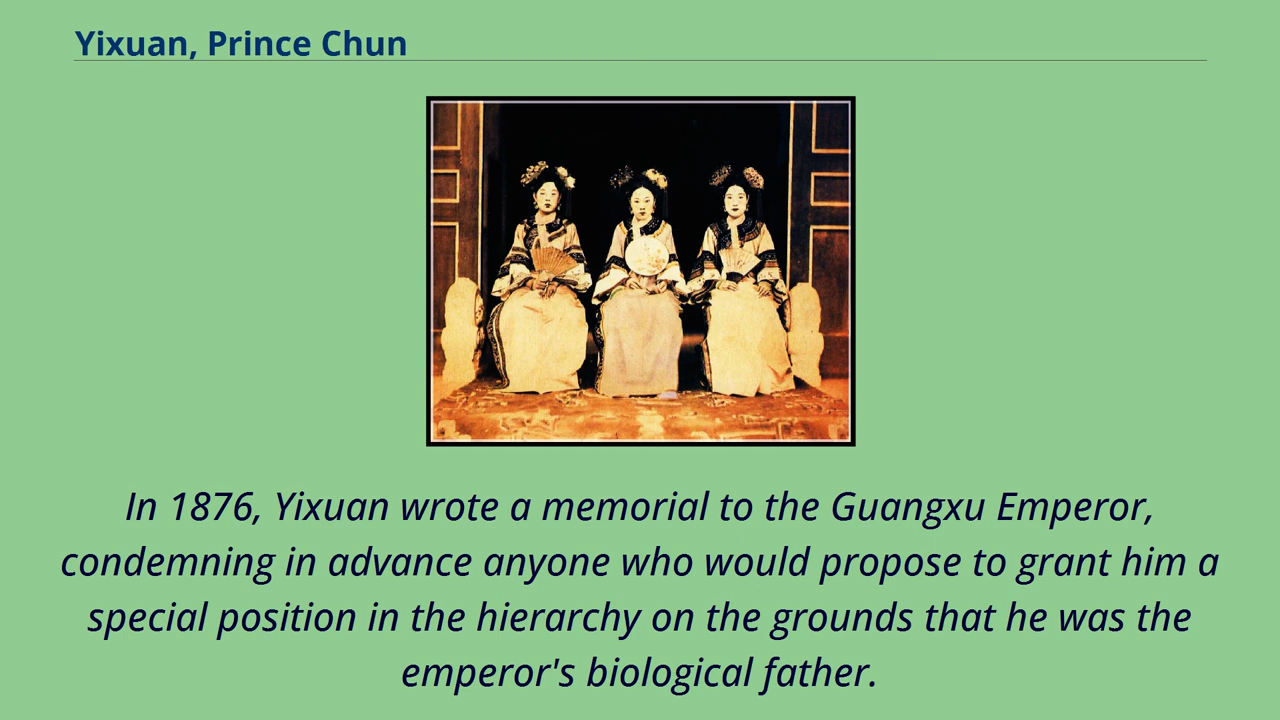 Yixuan, Prince Chun
In 1876, Yixuan wrote a memorial to the Guangxu Emperor,
condemning in advance anyone who would propose to grant him a
special position in the hierarchy on the grounds that he was the
emperor's biological father.